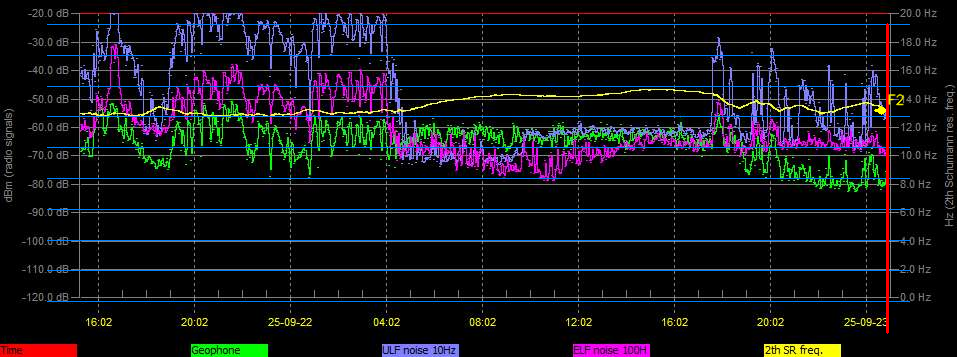 -20.0 dB
-30.0 dB
-40.0 dB
-50.0 dB
-60.0 dB
-70.0 dB
-80.0 dB
-90.0 dB
-100.0 dB
-110.0 dB
-120.0 dB
dBm (radio signals)
20.0 Hz
18.0 Hz
16.0 Hz
14.0 Hz
12.0 Hz
10.0 Hz
8.0 Hz
6.0 Hz
4.0 Hz
2.0 Hz
0.0 Hz
Hz (2th Schumann res. freq.)
F2
16:02 20:02 25-09-22 04:02 08:02 12:02 16:02 20:02 25-09-23
Time Geophone ULF noise 10Hz ELF noise 100H 2th SR freq.